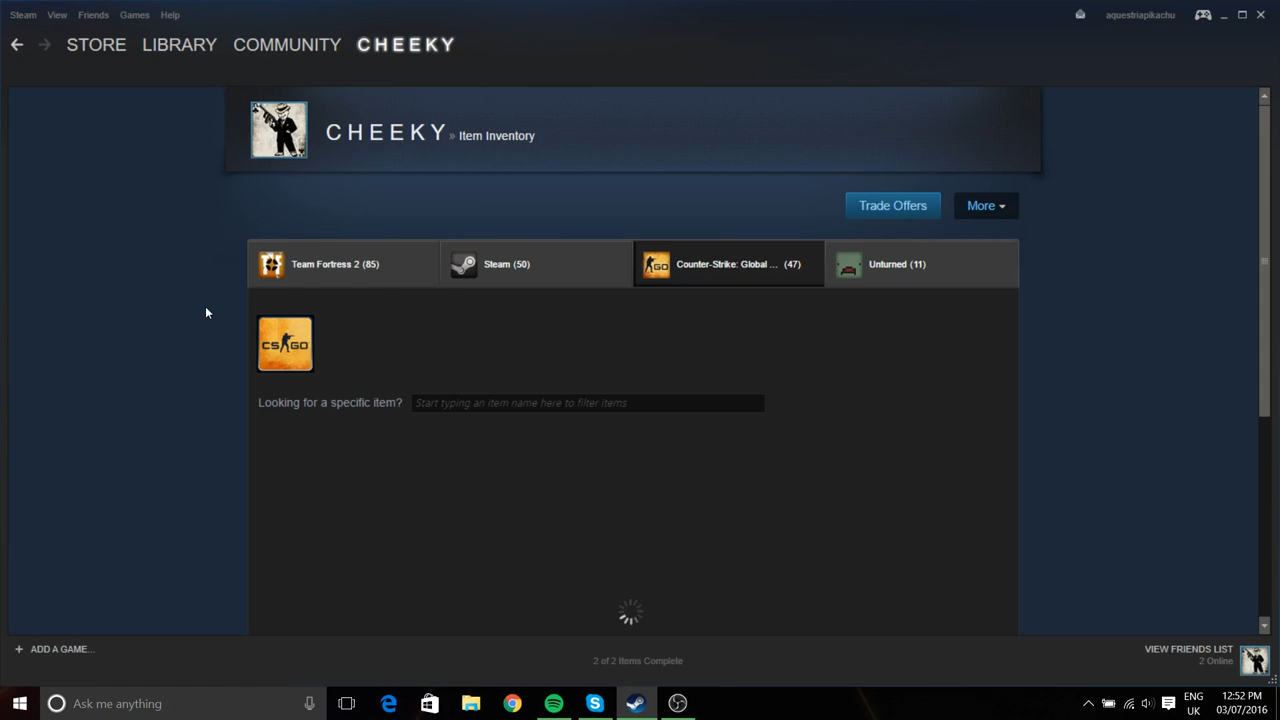 Steam View Friends Games Help
aquestriapikachu
STORE LIBRARY COMMUNITY CHEEKY
CHEEKY » Item Inventory
Trade Offers
More
Team Fortress 2 (85)
Steam (50)
Counter-Strike: Global ... (47)
Unturned (11)
CS GO
Looking for a specific item?
Start typing an item name here to filter items
+ ADD A GAME...
2 of 2 Items Complete
VIEW FRIENDS LIST
2 Online
Ask me anything
ENG
UK
12:52 PM
03/07/2016